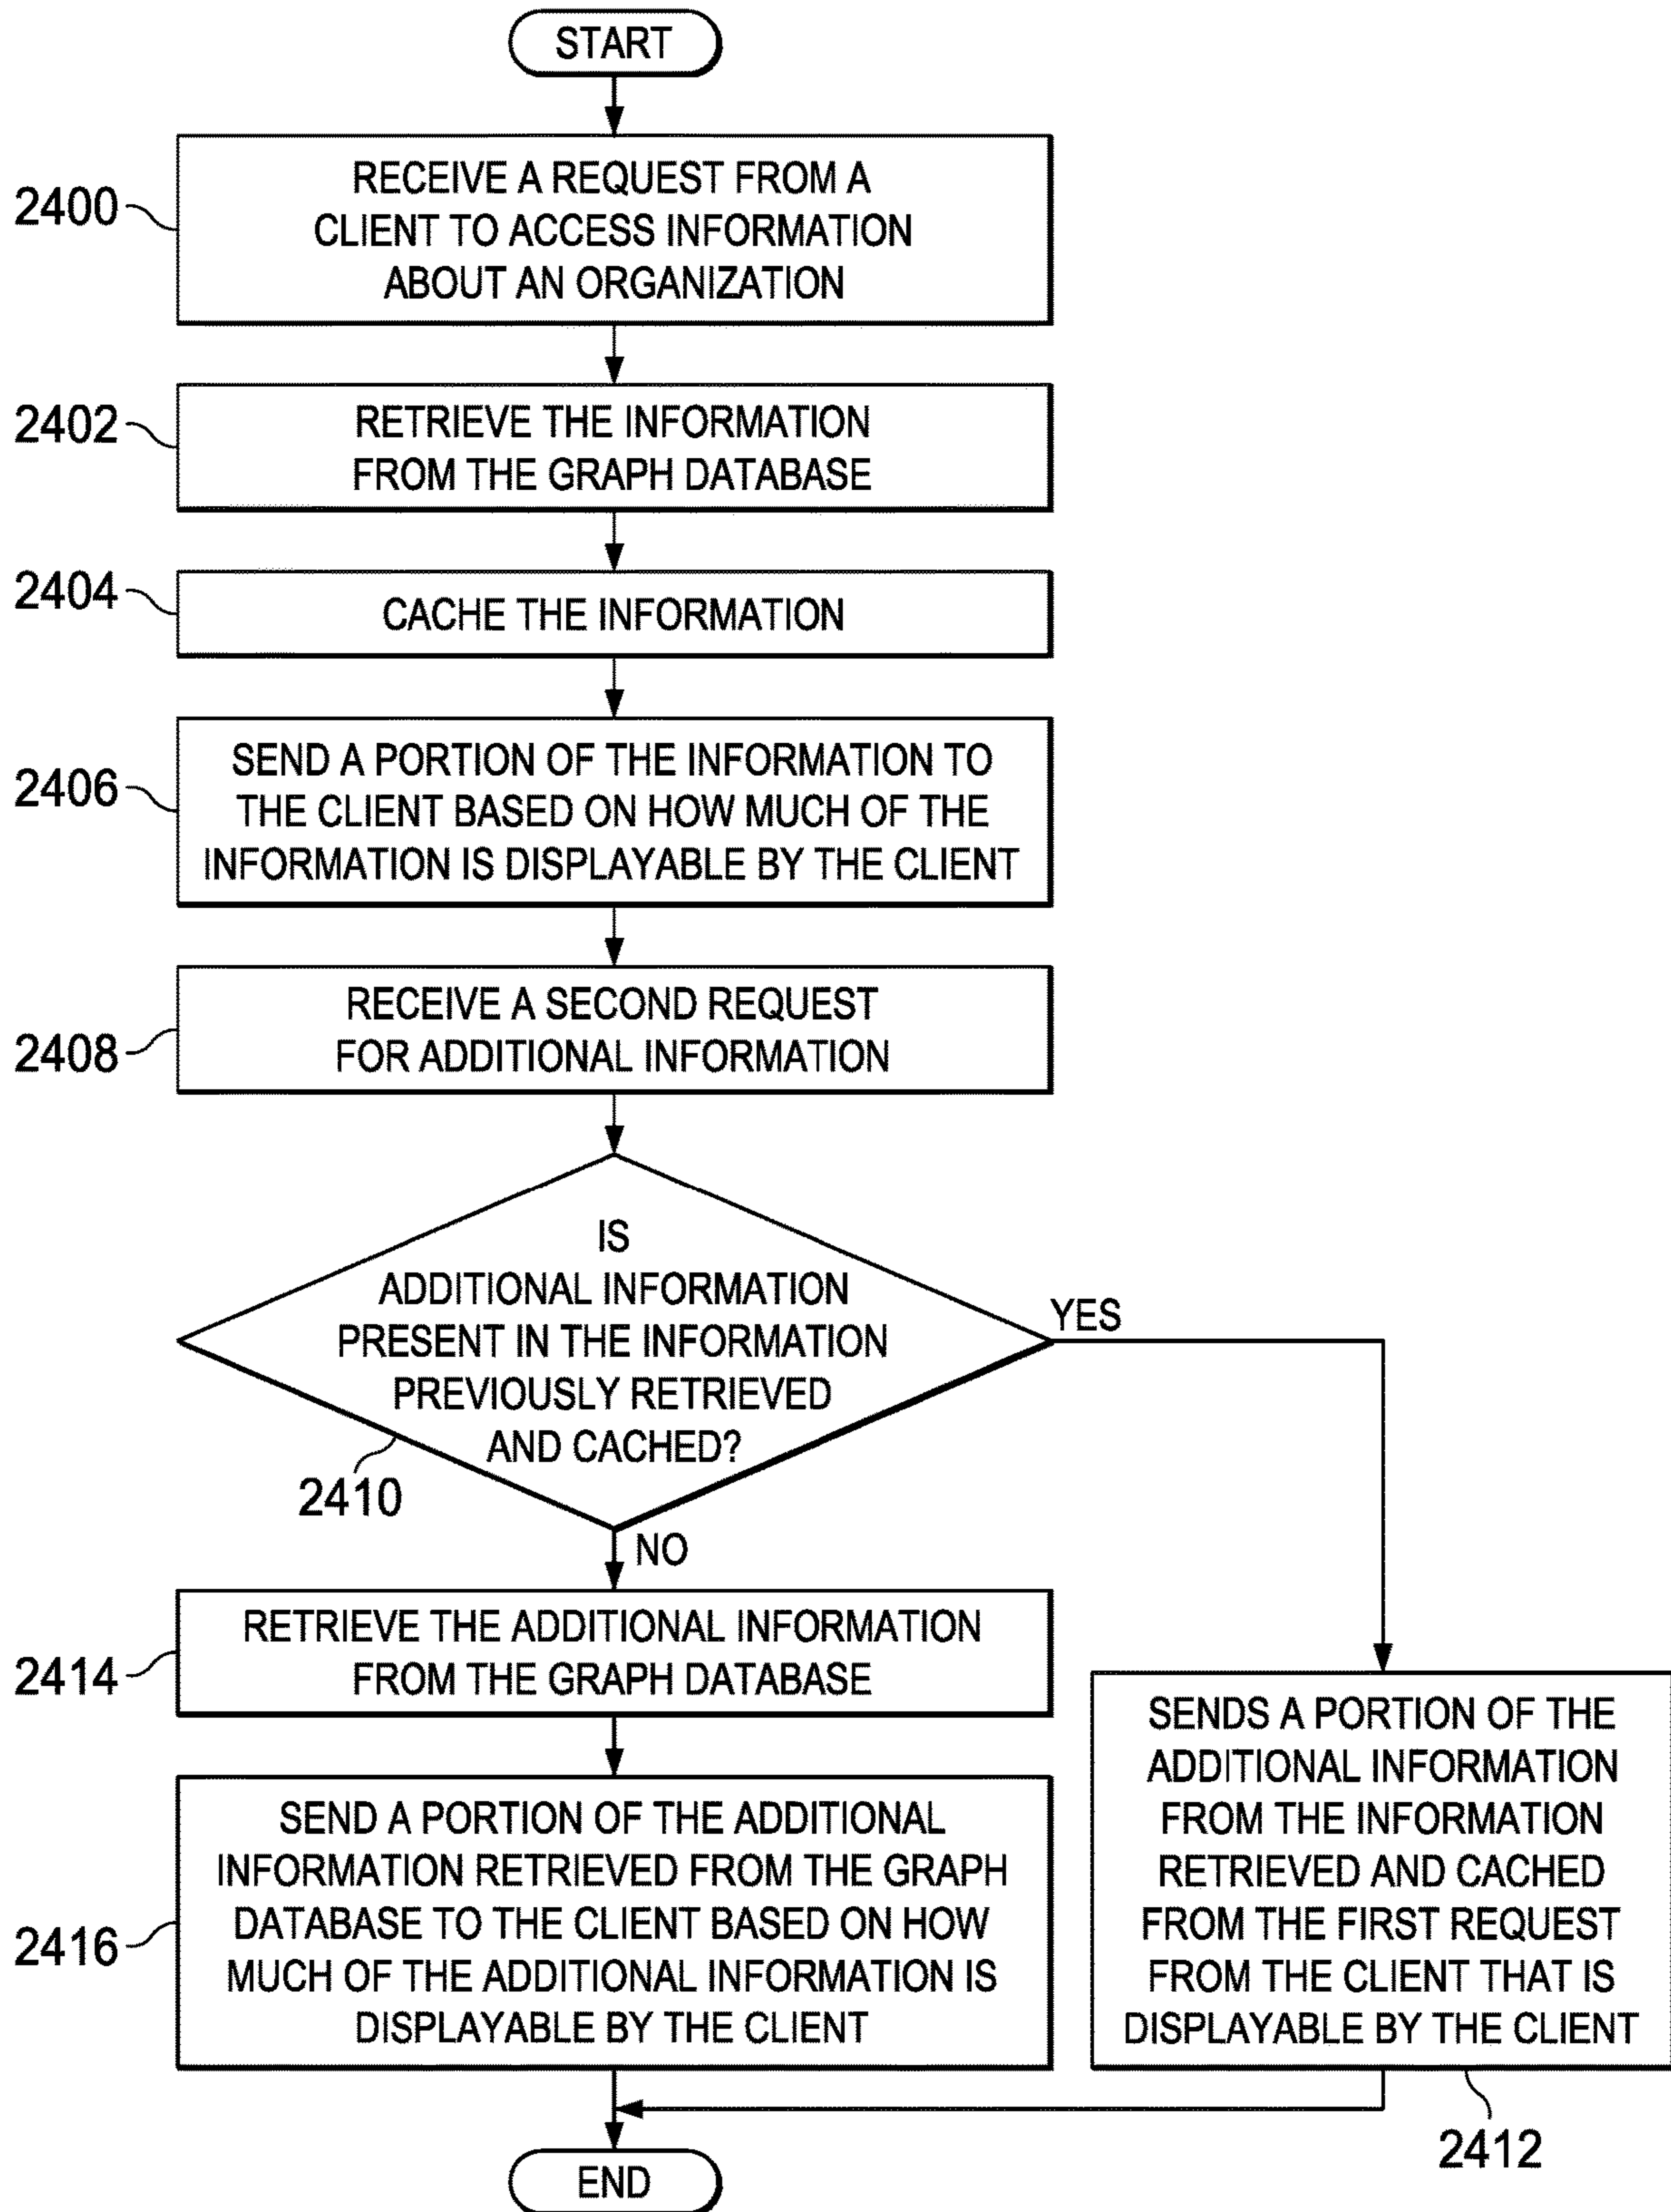 START
2400
RECEIVE A REQUEST FROM A
CLIENT TO ACCESS INFORMATION
ABOUT AN ORGANIZATION
2402
RETRIEVE THE INFORMATION
FROM THE GRAPH DATABASE
2404
CACHE THE INFORMATION
2406
SEND A PORTION OF THE INFORMATION TO
THE CLIENT BASED ON HOW MUCH OF THE
INFORMATION IS DISPLAYABLE BY THE CLIENT
2408
RECEIVE A SECOND REQUEST
FOR ADDITIONAL INFORMATION
IS
ADDITIONAL INFORMATION
PRESENT IN THE INFORMATION
PREVIOUSLY RETRIEVED
AND CACHED?
2410
YES
NO
2414
RETRIEVE THE ADDITIONAL INFORMATION
FROM THE GRAPH DATABASE
2416
SEND A PORTION OF THE ADDITIONAL
INFORMATION RETRIEVED FROM THE GRAPH
DATABASE TO THE CLIENT BASED ON HOW
MUCH OF THE ADDITIONAL INFORMATION IS
DISPLAYABLE BY THE CLIENT
SENDS A PORTION OF THE
ADDITIONAL INFORMATION
FROM THE INFORMATION
RETRIEVED AND CACHED
FROM THE FIRST REQUEST
FROM THE CLIENT THAT IS
DISPLAYABLE BY THE CLIENT
2412
END